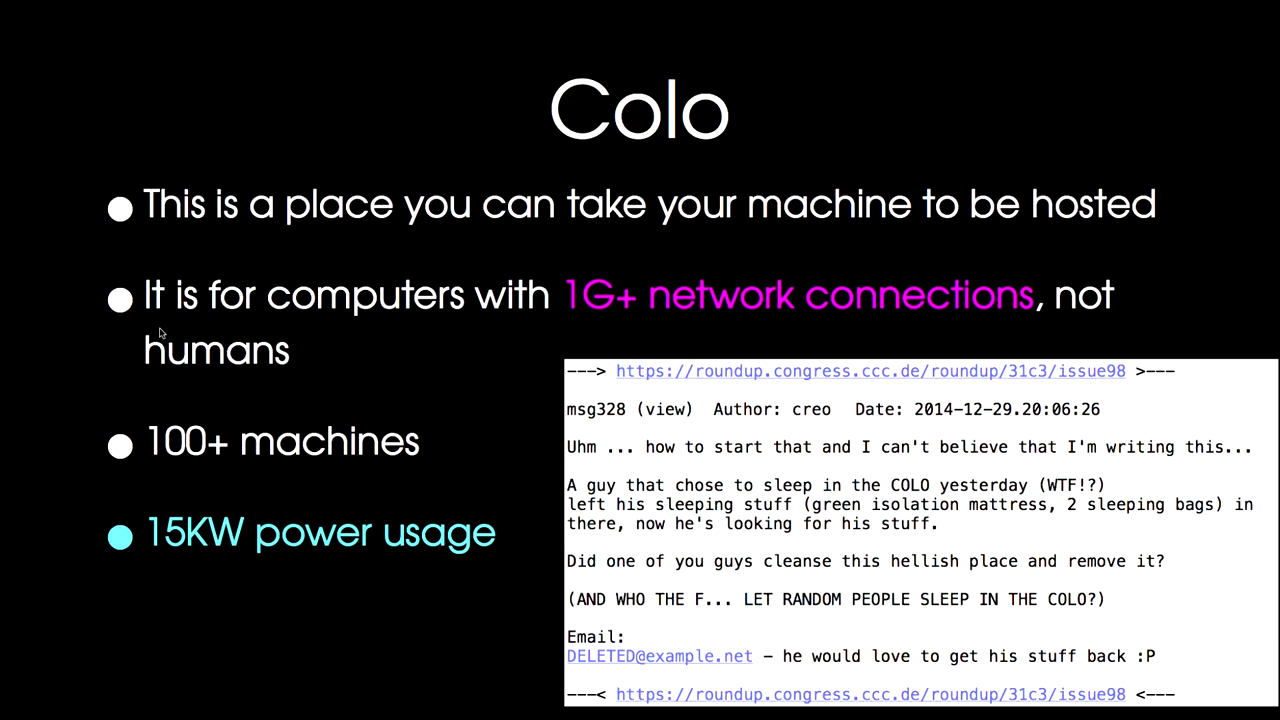 Colo
This is a place you can take your machine to be hosted
It is for computers with 1G+ network connections, not
humans
100+ machines
15KW power usage
---> https://roundup.congress.ccc.de/roundup/31c3/issue98 >---
msg328 (view)  Author: creo  Date: 2014-12-29.20:06:26
Uhm ... how to start that and I can't believe that I'm writing this...
A guy that chose to sleep in the COLO yesterday (WTF!?)
left his sleeping stuff (green isolation mattress, 2 sleeping bags) in
there, now he's looking for his stuff.
Did one of you guys cleanse this hellish place and remove it?
(AND WHO THE F... LET RANDOM PEOPLE SLEEP IN THE COLO?)
Email:
DELETED@example.net - he would love to get his stuff back :P
---< https://roundup.congress.ccc.de/roundup/31c3/issue98 <---